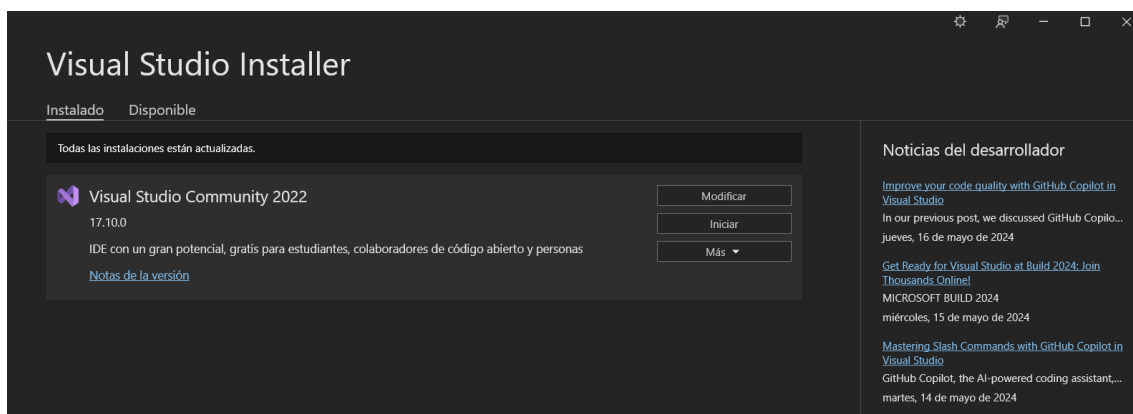 Visual Studio Installer
Instalado
Disponible
Todas las instalaciones están actualizadas.
Visual Studio Community 2022
17.10.0
IDE con un gran potencial, gratis para estudiantes, colaboradores de código abierto y personas
Notas de la versión
Modificar
Iniciar
Más
Noticias del desarrollador
Improve your code quality with GitHub Copilot in
Visual Studio
In our previous post, we discussed GitHub Copilo...
jueves, 16 de mayo de 2024
Get Ready for Visual Studio at Build 2024: Join
Thousands Online!
MICROSOFT BUILD 2024
miércoles, 15 de mayo de 2024
Mastering Slash Commands with GitHub Copilot in
Visual Studio
GitHub Copilot, the AI-powered coding assistant,...
martes, 14 de mayo de 2024